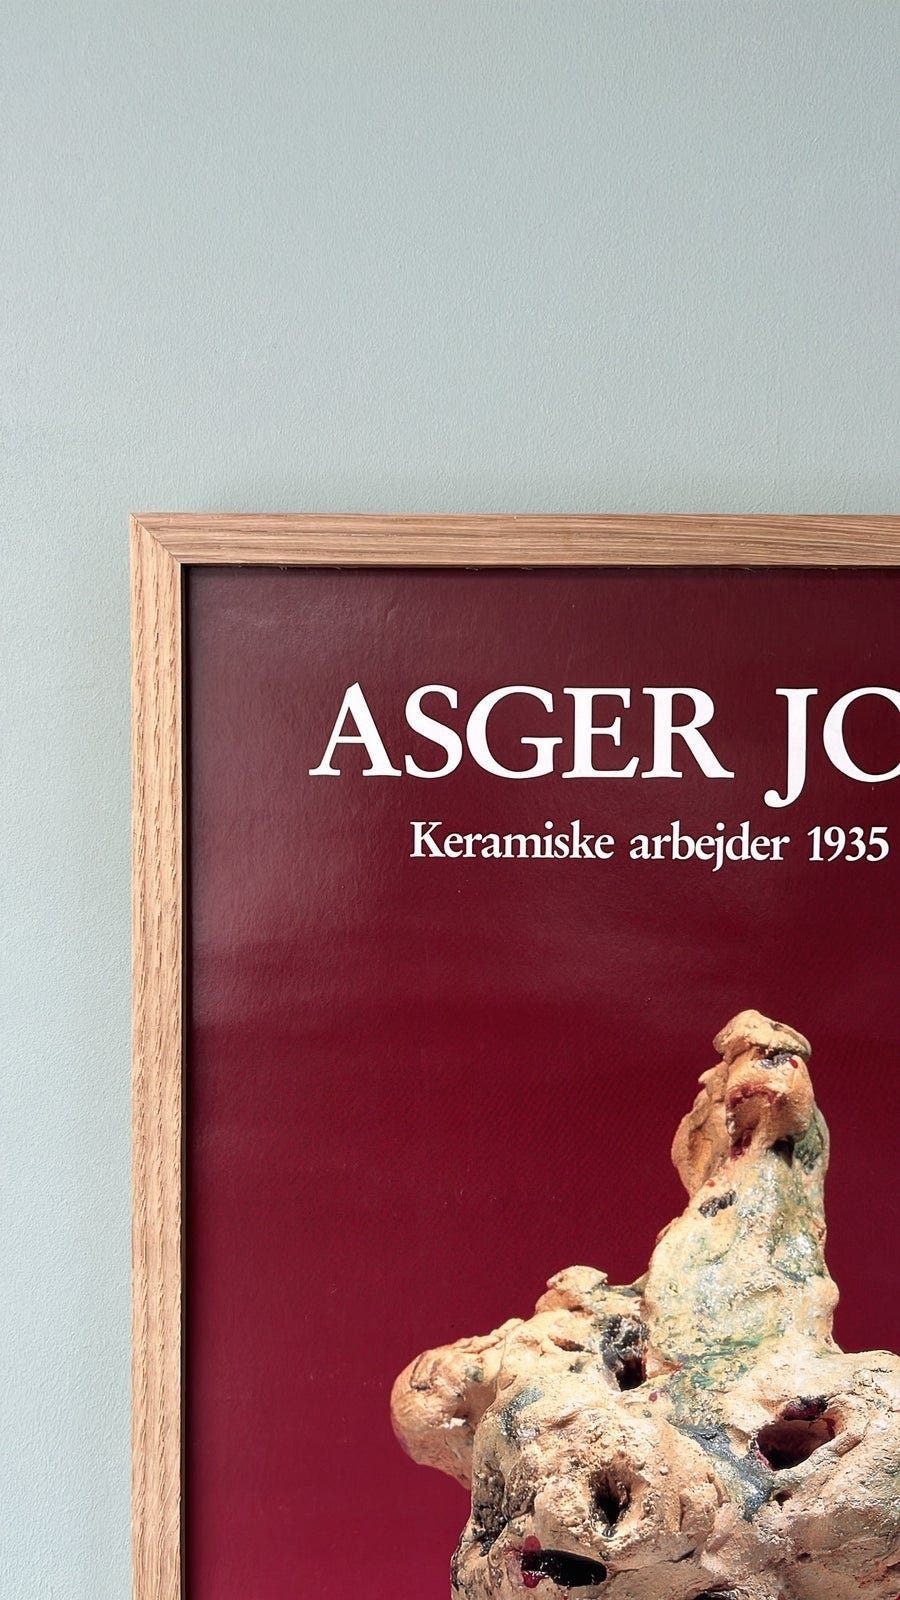 ASGER JO
Keramiske arbejder 1935